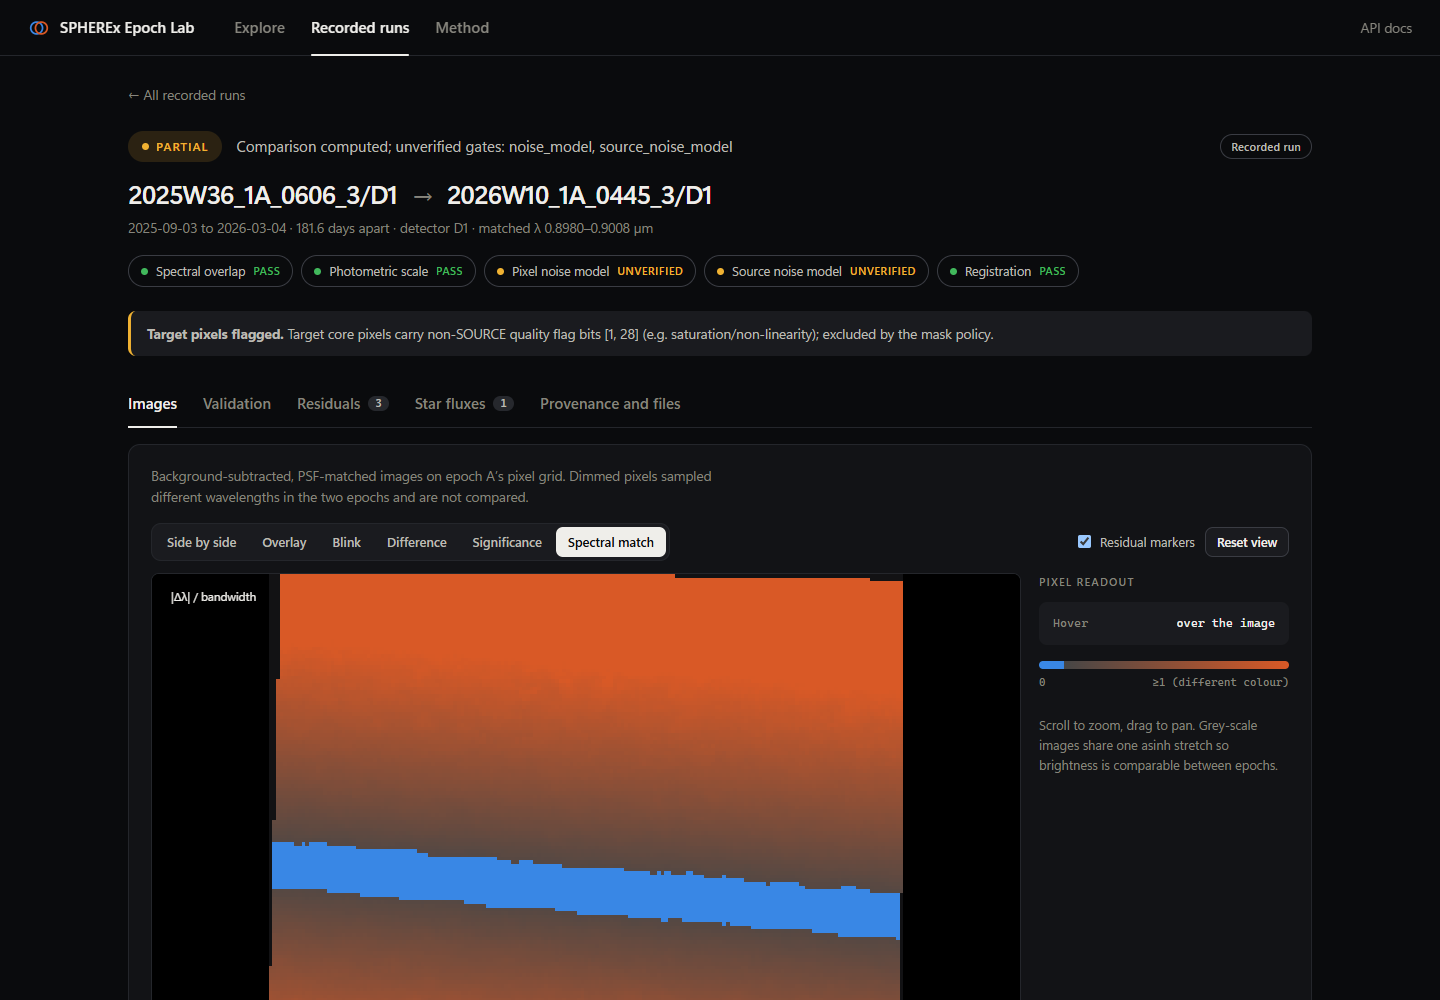 SPHEREx Epoch Lab Explore Recorded runs Method API docs
← All recorded runs
PARTIAL Comparison computed; unverified gates: noise_model, source_noise_model Recorded run
2025W36_1A_0606_3/D1 → 2026W10_1A_0445_3/D1
2025-09-03 to 2026-03-04 · 181.6 days apart · detector D1 · matched λ 0.8980–0.9008 µm
Spectral overlap PASS Photometric scale PASS Pixel noise model UNVERIFIED Source noise model UNVERIFIED Registration PASS
Target pixels flagged. Target core pixels carry non-SOURCE quality flag bits [1, 28] (e.g. saturation/non-linearity); excluded by the mask policy.
Images Validation Residuals 3 Star fluxes 1 Provenance and files
Background-subtracted, PSF-matched images on epoch A's pixel grid. Dimmed pixels sampled
different wavelengths in the two epochs and are not compared.
Side by side Overlay Blink Difference Significance Spectral match Residual markers Reset view
|Δλ| / bandwidth
PIXEL READOUT
Hover over the image
0 ≥1 (different colour)
Scroll to zoom, drag to pan. Grey-scale
images share one asinh stretch so
brightness is comparable between epochs.